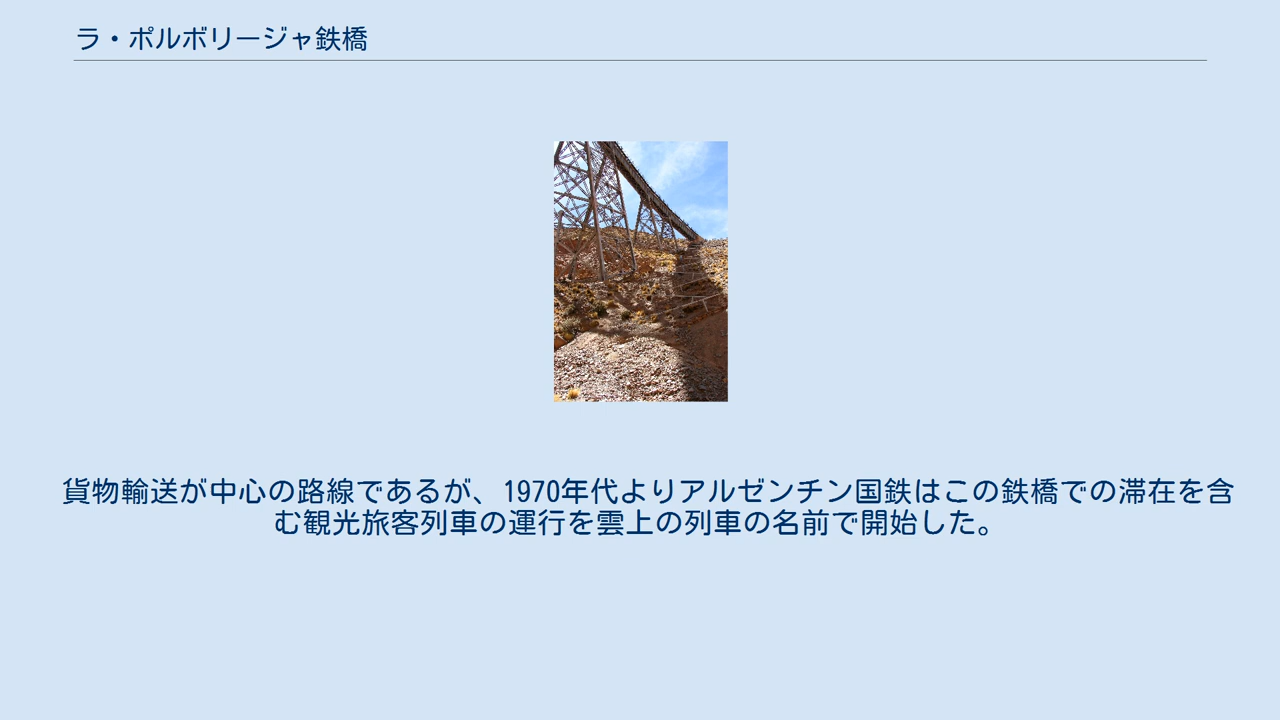 ラ・ポルボリージャ鉄橋
貨物輸送が中心の路線であるが、1970年代よりアルゼンチン国鉄はこの鉄橋での滞在を含
む観光旅客列車の運行を雲上の列車の名前で開始した。